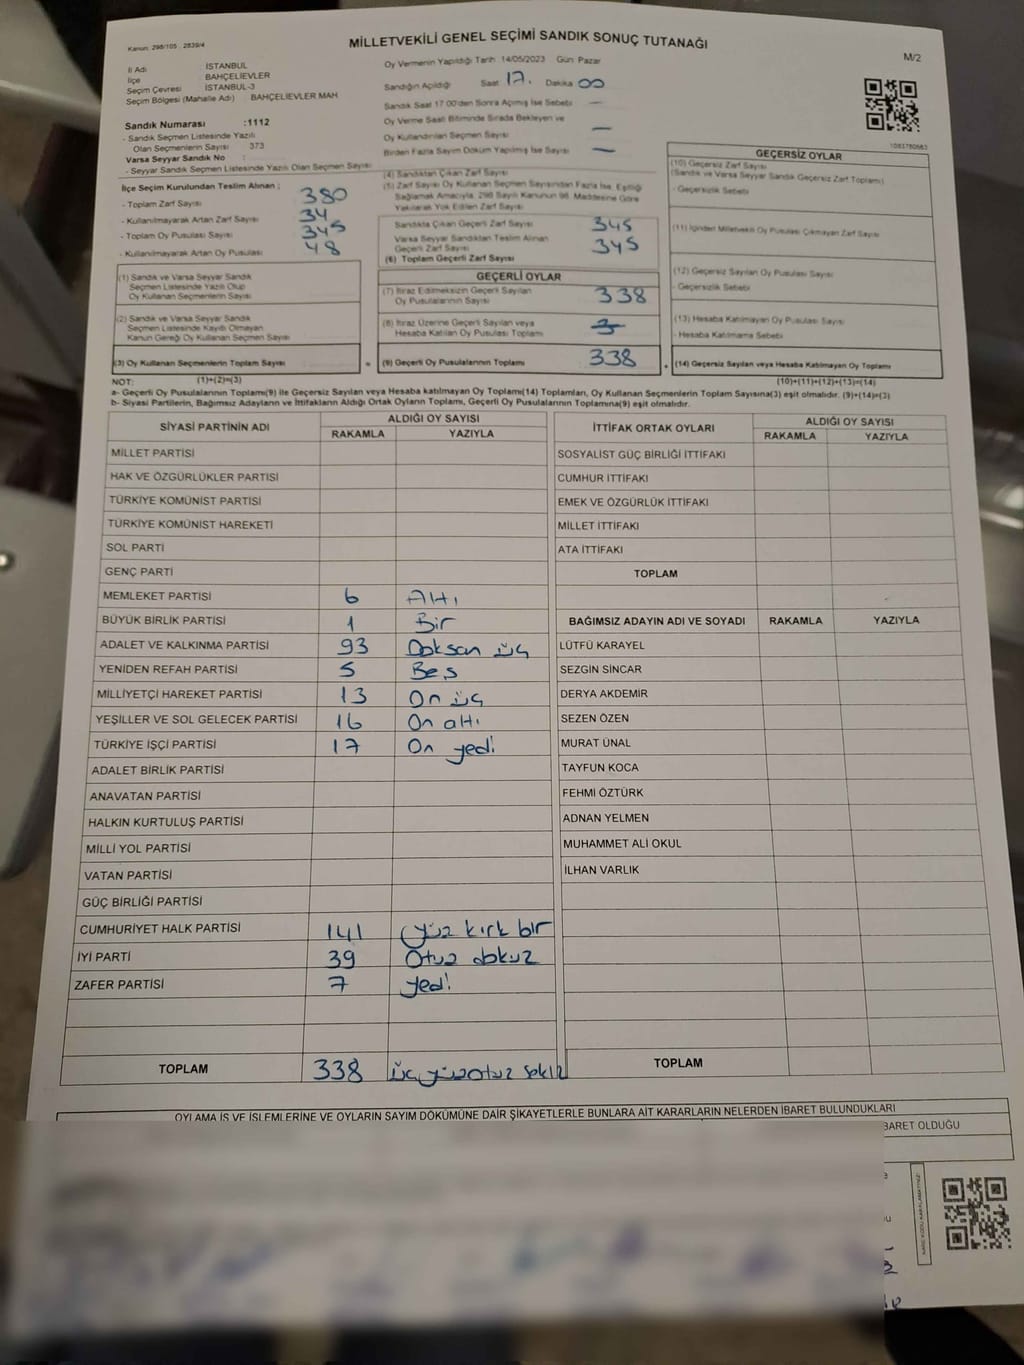 Kanun: 298/105 . 2839/4
MİLLETVEKİLİ GENEL SEÇİMİ SANDIK SONUÇ TUTANAĞI
M/2
İl Adı İSTANBUL
İlçe BAHÇELİEVLER
Seçim Çevresi İSTANBUL-3
Seçim Bölgesi (Mahalle Adı) : BAHÇELİEVLER MAH
Sandık Numarası :1112
- Sandık Seçmen Listesinde Yazılı
Olan Seçmenlerin Sayısı 373
Varsa Seyyar Sandık No :
- Seyyar Sandık Seçmen Listesinde Yazılı Olan Seçmenlerin Sayısı:
Oy Vermenin Yapıldığı Tarih 14/05/2023 Gün Pazar
Sandığın Açıldığı Saat 17. Dakika 00
Sandık Saat 17:00'den Sonra Açılmış İse Sebebi —
Oy Verme Saati Bitiminde Sırada Bekleyen ve
Oy Kullandırılan Seçmen Sayısı —
Birden Fazla Sayım Döküm Yapılmış İse Sayısı —
İlçe Seçim Kurulundan Teslim Alınan ;
- Toplam Zarf Sayısı 380
- Kullanılmayarak Artan Zarf Sayısı 34
- Toplam Oy Pusulası Sayısı 345
- Kullanılmayarak Artan Oy Pusulası 48
(4) Sandıktan Çıkan Zarf Sayısı
(5) Zarf Sayısı Oy Kullanan Seçmen Sayısından Fazla İse, Eşitliği
Sağlamak Amacıyla, 298 Sayılı Kanunun 98. Maddesine Göre
Yakılarak Yok Edilen Zarf Sayısı
Sandıkta Çıkan Geçerli Zarf Sayısı 345
Varsa Seyyar Sandıktan Teslim Alınan
Geçerli Zarf Sayısı 345
(6) Toplam Geçerli Zarf Sayısı
1083780683
GEÇERSİZ OYLAR
(10) Geçersiz Zarf Sayısı
(Sandık ve Varsa Seyyar Sandık Geçersiz Zarf Toplamı)
- Geçersizlik Sebebi
(11) İçinden Milletvekili Oy Pusulası Çıkmayan Zarf Sayısı
(12) Geçersiz Sayılan Oy Pusulası Sayısı
- Geçersizlik Sebebi
(13) Hesaba Katılmayan Oy Pusulası Sayısı
- Hesaba Katılmama Sebebi
(14) Geçersiz Sayılan veya Hesaba Katılmayan Oy Toplamı
(10)+(11)+(12)+(13)=(14)
(1) Sandık ve Varsa Seyyar Sandık
Seçmen Listesinde Yazılı Olup
Oy Kullanan Seçmenlerin Sayısı
(2) Sandık ve Varsa Seyyar Sandık
Seçmen Listesinde Kayıtlı Olmayan
Kanun Gereği Oy Kullanan Seçmen Sayısı
(3) Oy Kullanan Seçmenlerin Toplam Sayısı
=
(1)+(2)=(3)
GEÇERLİ OYLAR
(7) İtiraz Edilmeksizin Geçerli Sayılan
Oy Pusulalarının Sayısı 338
(8) İtiraz Üzerine Geçerli Sayılan veya
Hesaba Katılan Oy Pusulası Toplamı
(9) Geçerli Oy Pusulalarının Toplamı 338
+
NOT:
a- Geçerli Oy Pusulalarının Toplamı(9) ile Geçersiz Sayılan veya Hesaba katılmayan Oy Toplamı(14) Toplamları, Oy Kullanan Seçmenlerin Toplam Sayısına(3) eşit olmalıdır. (9)+(14)=(3)
b- Siyasi Partilerin, Bağımsız Adayların ve İttifakların Aldığı Ortak Oyların Toplamı, Geçerli Oy Pusulalarının Toplamına(9) eşit olmalıdır.
SİYASİ PARTİNİN ADI ALDIĞI OY SAYISI
RAKAMLA YAZIYLA
MİLLET PARTİSİ
HAK VE ÖZGÜRLÜKLER PARTİSİ
TÜRKİYE KOMÜNİST PARTİSİ
TÜRKİYE KOMÜNİST HAREKETİ
SOL PARTİ
GENÇ PARTİ
MEMLEKET PARTİSİ 6 Altı
BÜYÜK BİRLİK PARTİSİ 1 Bir
ADALET VE KALKINMA PARTİSİ 93 Doksan üç
YENİDEN REFAH PARTİSİ 5 Beş
MİLLİYETÇİ HAREKET PARTİSİ 13 On üç
YEŞİLLER VE SOL GELECEK PARTİSİ 16 On altı
TÜRKİYE İŞÇİ PARTİSİ 17 On yedi
ADALET BİRLİK PARTİSİ
ANAVATAN PARTİSİ
HALKIN KURTULUŞ PARTİSİ
MİLLİ YOL PARTİSİ
VATAN PARTİSİ
GÜÇ BİRLİĞİ PARTİSİ
CUMHURİYET HALK PARTİSİ 141 Yüz kırk bir
İYİ PARTİ 39 Otuz dokuz
ZAFER PARTİSİ 7 yedi
TOPLAM 338 üç yüz otuz sekiz
İTTİFAK ORTAK OYLARI ALDIĞI OY SAYISI
RAKAMLA YAZIYLA
SOSYALİST GÜÇ BİRLİĞİ İTTİFAKI
CUMHUR İTTİFAKI
EMEK VE ÖZGÜRLÜK İTTİFAKI
MİLLET İTTİFAKI
ATA İTTİFAKI
TOPLAM
BAĞIMSIZ ADAYIN ADI VE SOYADI RAKAMLA YAZIYLA
LÜTFÜ KARAYEL
SEZGİN SİNCAR
DERYA AKDEMİR
SEZEN ÖZEN
MURAT ÜNAL
TAYFUN KOCA
FEHMİ ÖZTÜRK
ADNAN YELMEN
MUHAMMET ALİ OKUL
İLHAN VARLIK
TOPLAM
OYLAMA İŞ VE İŞLEMLERİNE VE OYLARIN SAYIM DÖKÜMÜNE DAİR ŞİKAYETLERLE BUNLARA AİT KARARLARIN NELERDEN İBARET BULUNDUKLARI
BARET OLDUĞU